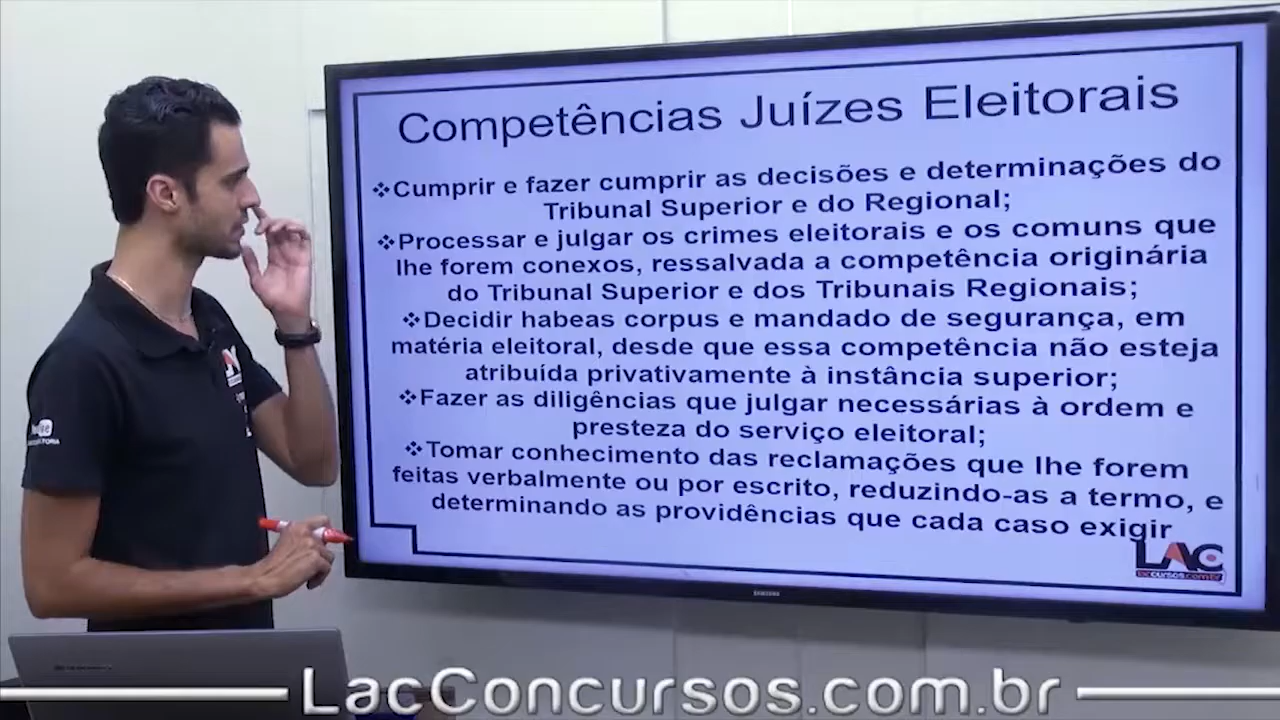 Competências Juízes Eleitorais
❖Cumprir e fazer cumprir as decisões e determinações do
Tribunal Superior e do Regional;
❖Processar e julgar os crimes eleitorais e os comuns que
lhe forem conexos, ressalvada a competência originária
do Tribunal Superior e dos Tribunais Regionais;
❖Decidir habeas corpus e mandado de segurança, em
matéria eleitoral, desde que essa competência não esteja
atribuída privativamente à instância superior;
❖Fazer as diligências que julgar necessárias à ordem e
presteza do serviço eleitoral;
❖Tomar conhecimento das reclamações que lhe forem
feitas verbalmente ou por escrito, reduzindo-as a termo, e
determinando as providências que cada caso exigir
LAC
SAMSUNG
LacConcursos.com.br